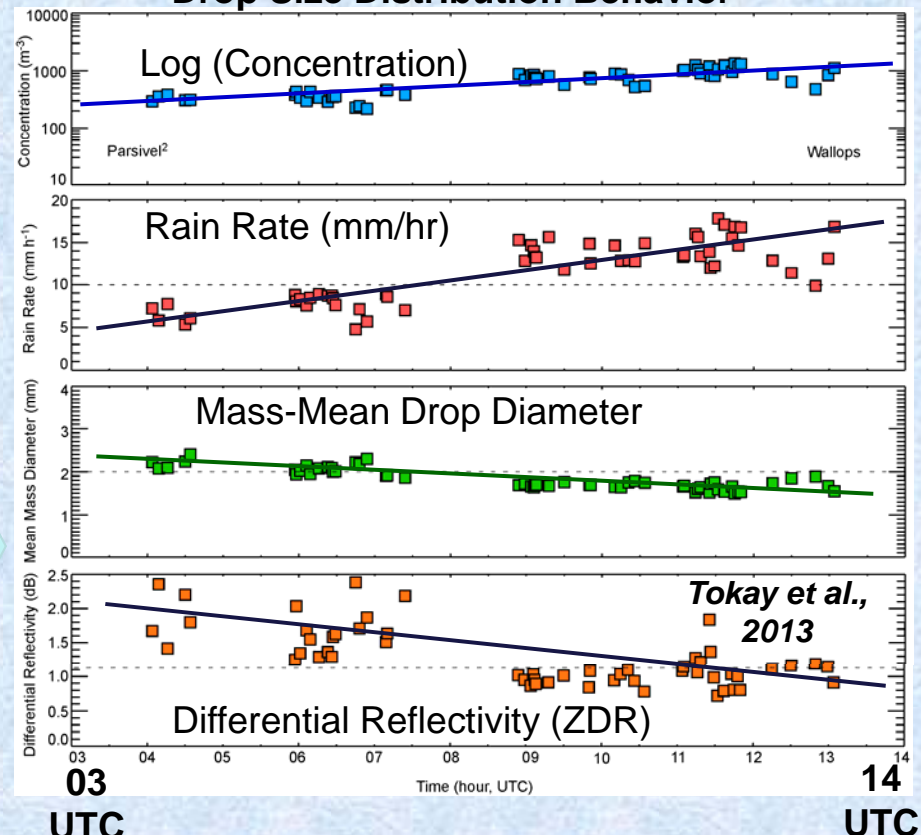 Drop Size Distribution Behavior
Log (Concentration)
Concentration (m-3)
10000
1000
100
10
Parsivel2
Wallops
Rain Rate (mm/hr)
Rain Rate (mm h-1)
20
15
10
5
0
Mass-Mean Drop Diameter
Mean Mass Diameter (mm)
4
3
2
1
0
Differential Reflectivity (dB)
2.5
2.0
1.5
1.0
0.5
0.0
Tokay et al.,
2013
Differential Reflectivity (ZDR)
03 04 05 06 07 08 09 10 11 12 13 14
Time (hour, UTC)
03
UTC
14
UTC